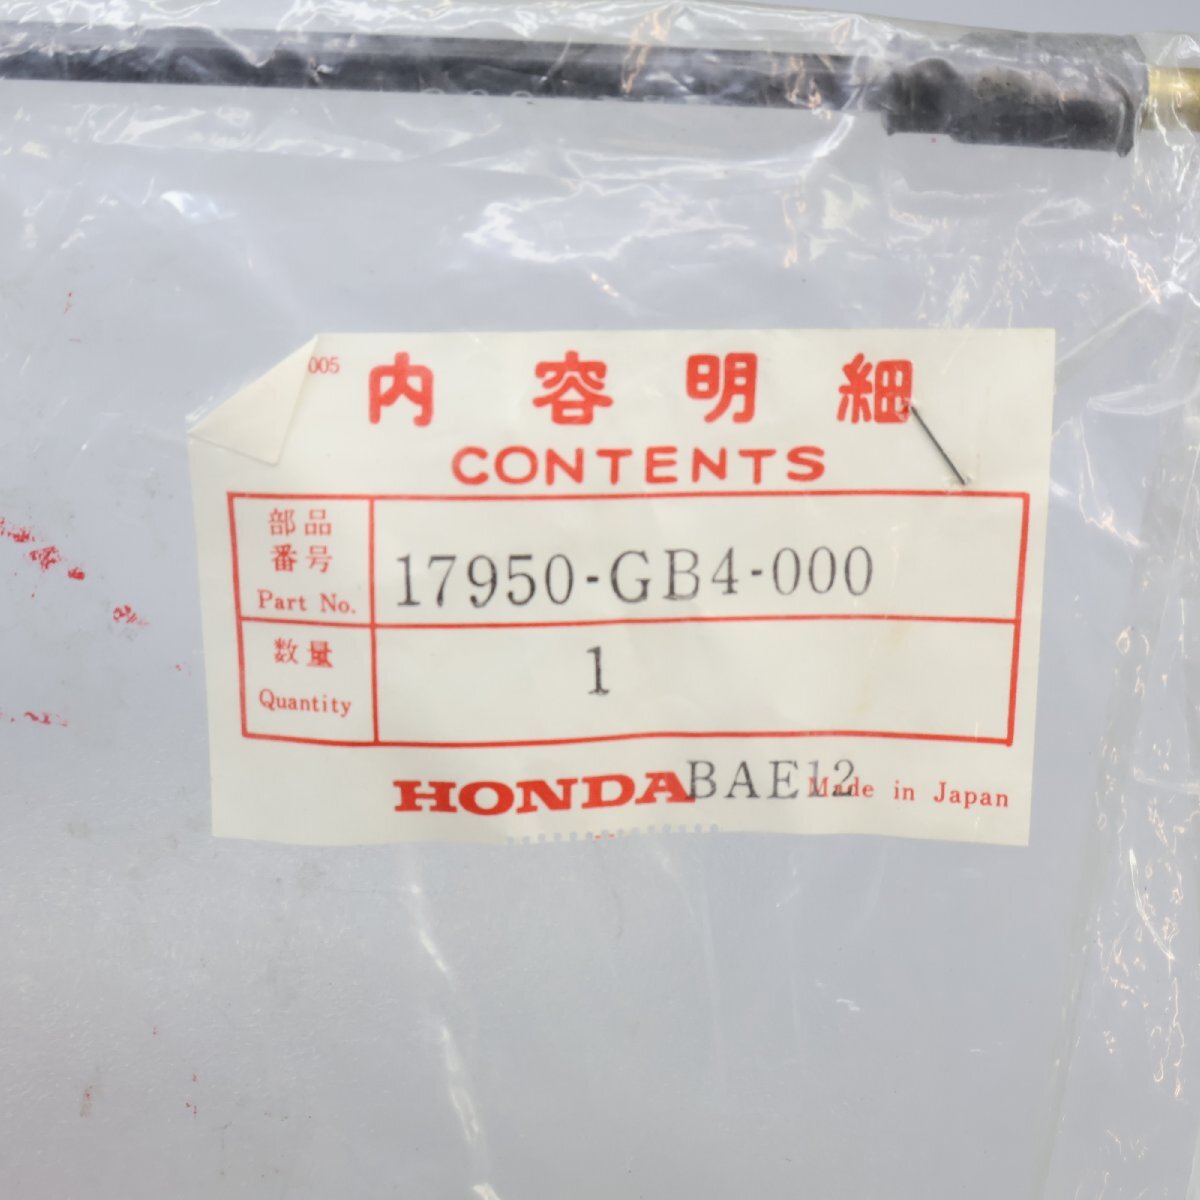 005
内容明細
CONTENTS
部品
番号
Part No.
17950-GB4-000
数量
Quantity
1
HONDA BAE12 Made in Japan